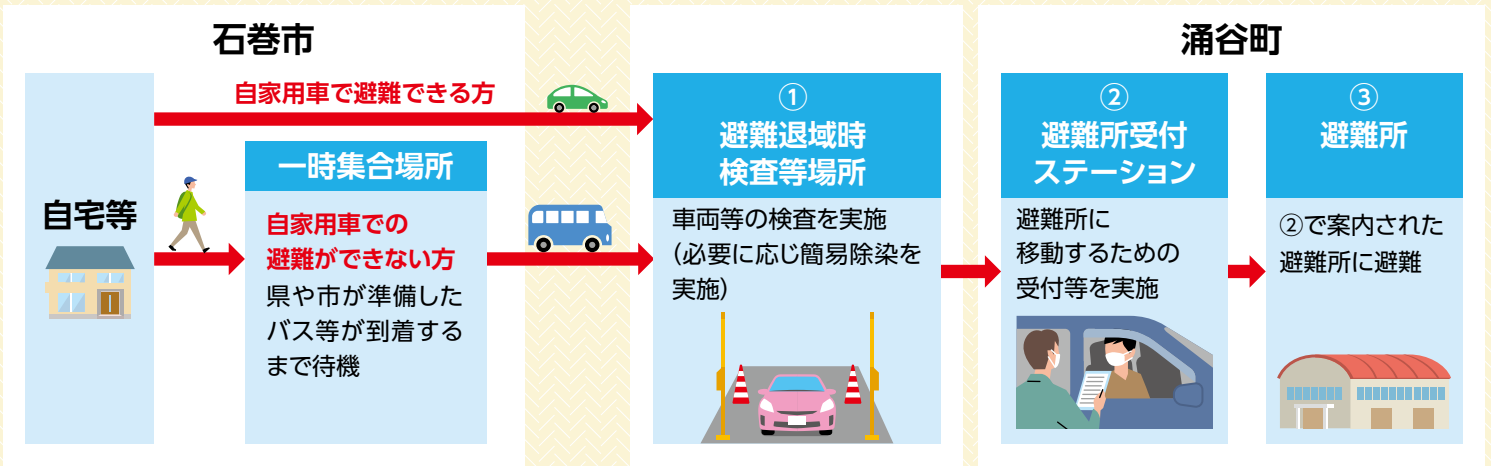 石巻市
自宅等
自家用車で避難できる方
一時集合場所
自家用車での
避難ができない方
県や市が準備した
バス等が到着する
まで待機
①
避難退域時
検査等場所
車両等の検査を実施
(必要に応じ簡易除染を
実施)
涌谷町
②
避難所受付
ステーション
避難所に
移動するための
受付等を実施
③
避難所
②で案内された
避難所に避難